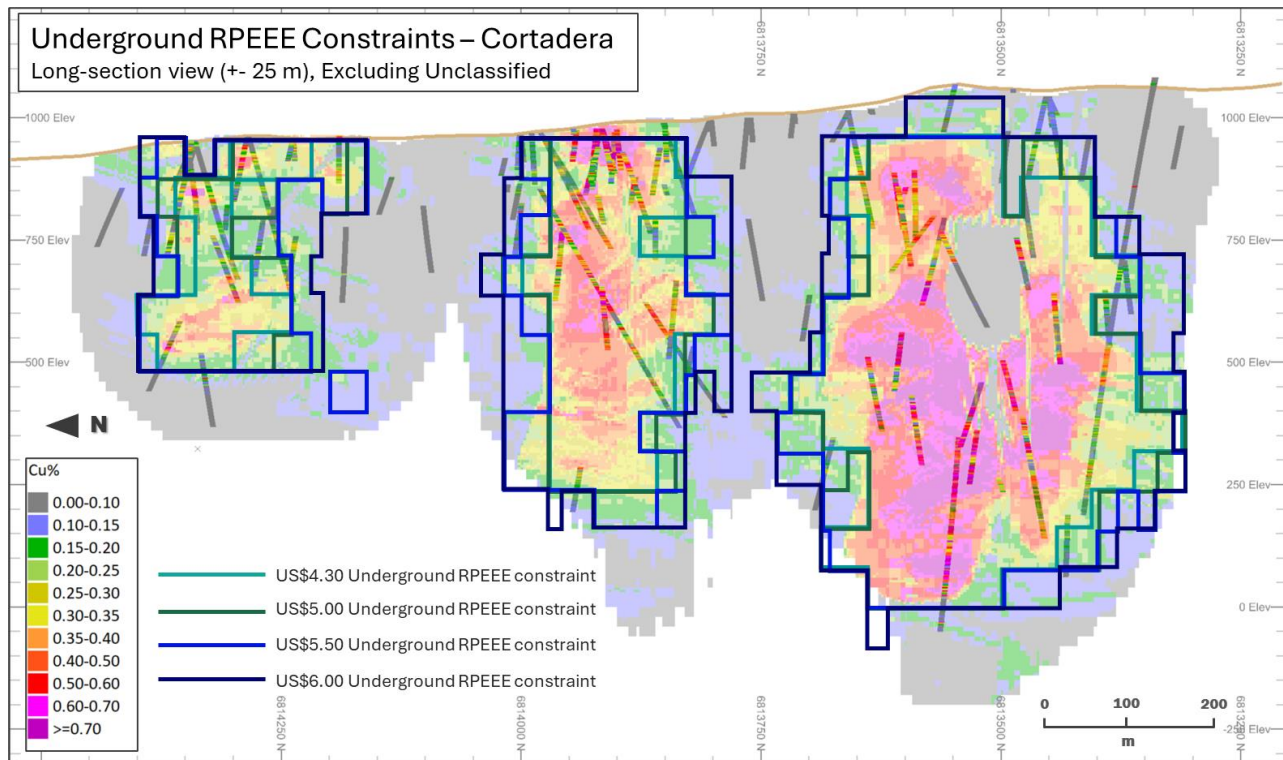 Underground RPEEE Constraints – Cortadera
Long-section view (+- 25 m), Excluding Unclassified
6813750 N
6813500 N
6813250 N
1000 Elev
1000 Elev
750 Elev
750 Elev
500 Elev
500 Elev
N
250 Elev
0 Elev
-250 Elev
Cu%
0.00-0.10
0.10-0.15
0.15-0.20
0.20-0.25
0.25-0.30
0.30-0.35
0.35-0.40
0.40-0.50
0.50-0.60
0.60-0.70
>=0.70
US$4.30 Underground RPEEE constraint
US$5.00 Underground RPEEE constraint
US$5.50 Underground RPEEE constraint
US$6.00 Underground RPEEE constraint
6814250 N
6814000 N
6813750 N
6813500 N
6813250 N
0 100 200
m